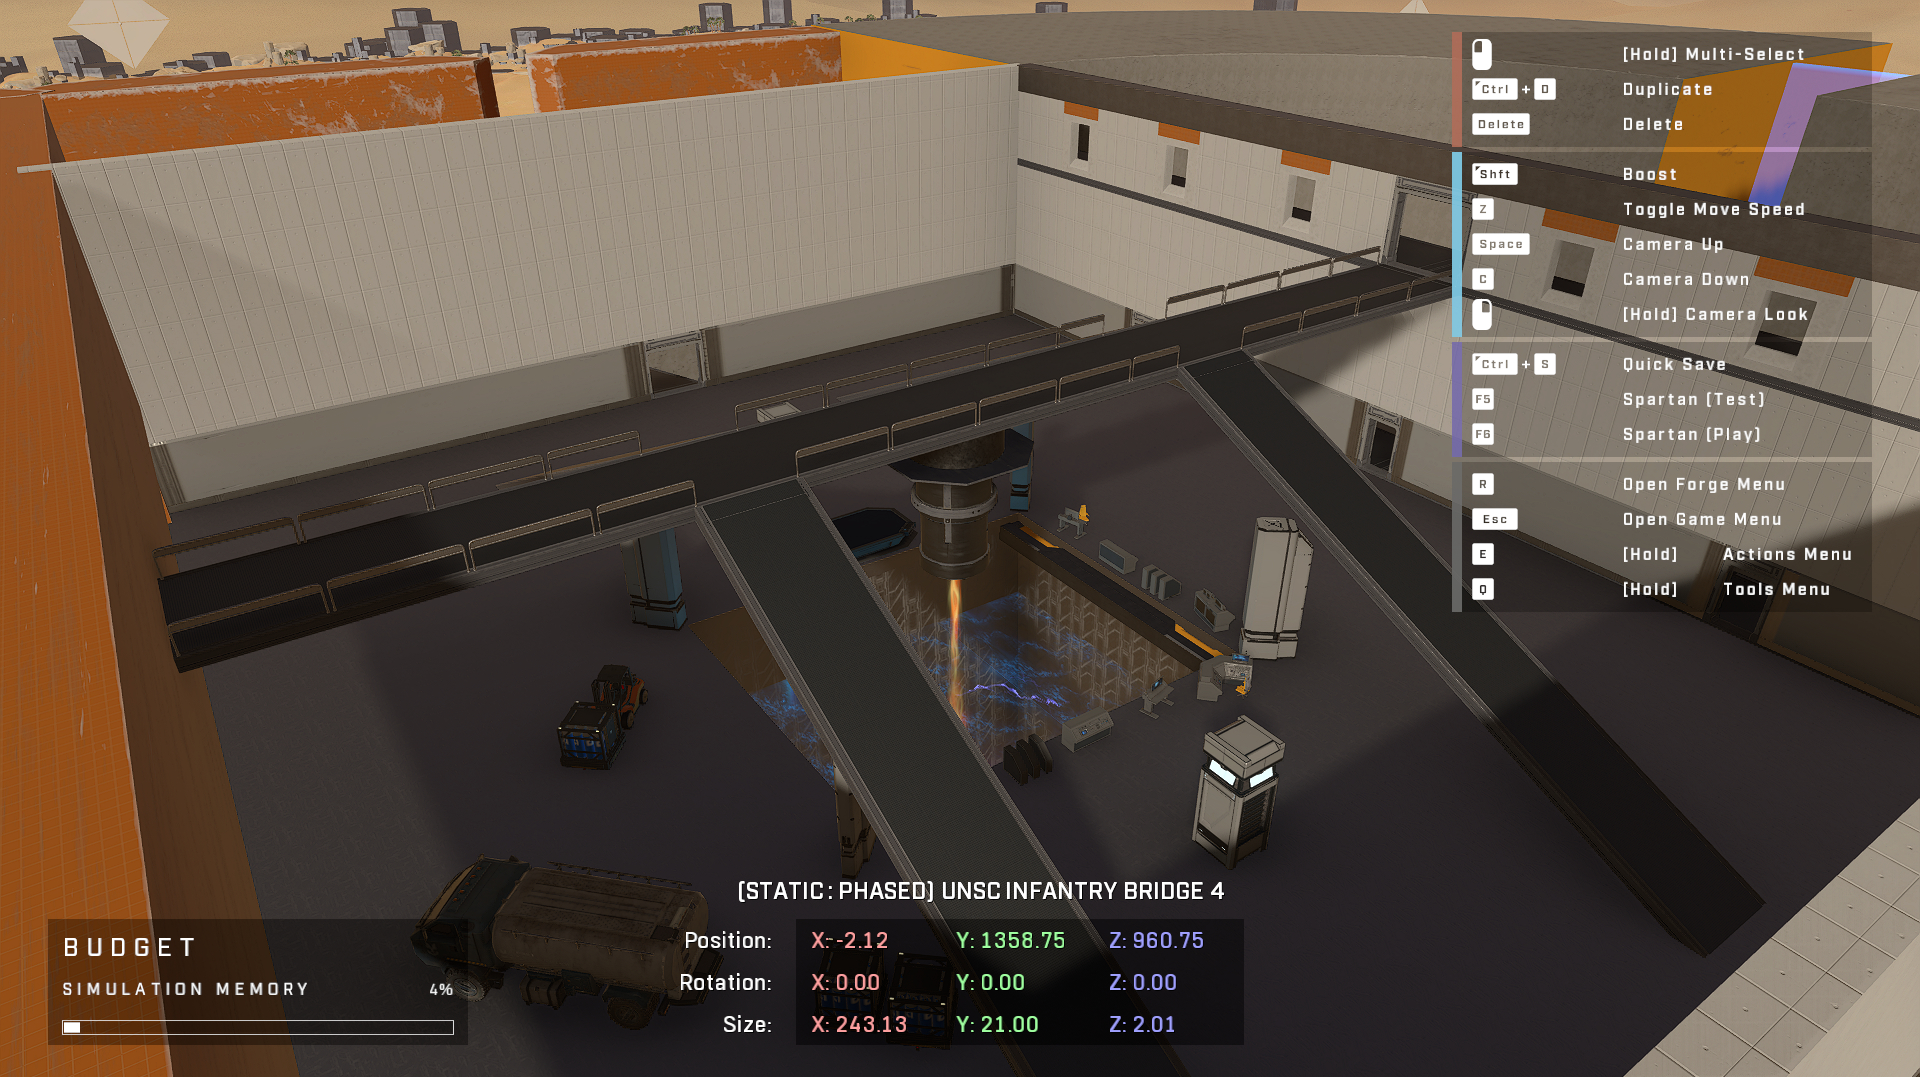 [Hold] Multi-Select
Ctrl + D Duplicate
Delete Delete
Shft Boost
Z Toggle Move Speed
Space Camera Up
C Camera Down
[Hold] Camera Look
Ctrl + S Quick Save
F5 Spartan (Test)
F6 Spartan (Play)
R Open Forge Menu
Esc Open Game Menu
E [Hold] Actions Menu
Q [Hold] Tools Menu
(STATIC: PHASED) UNSC INFANTRY BRIDGE 4
Position: X: -2.12 Y: 1358.75 Z: 960.75
Rotation: X: 0.00 Y: 0.00 Z: 0.00
Size: X: 243.13 Y: 21.00 Z: 2.01
BUDGET
SIMULATION MEMORY 4%